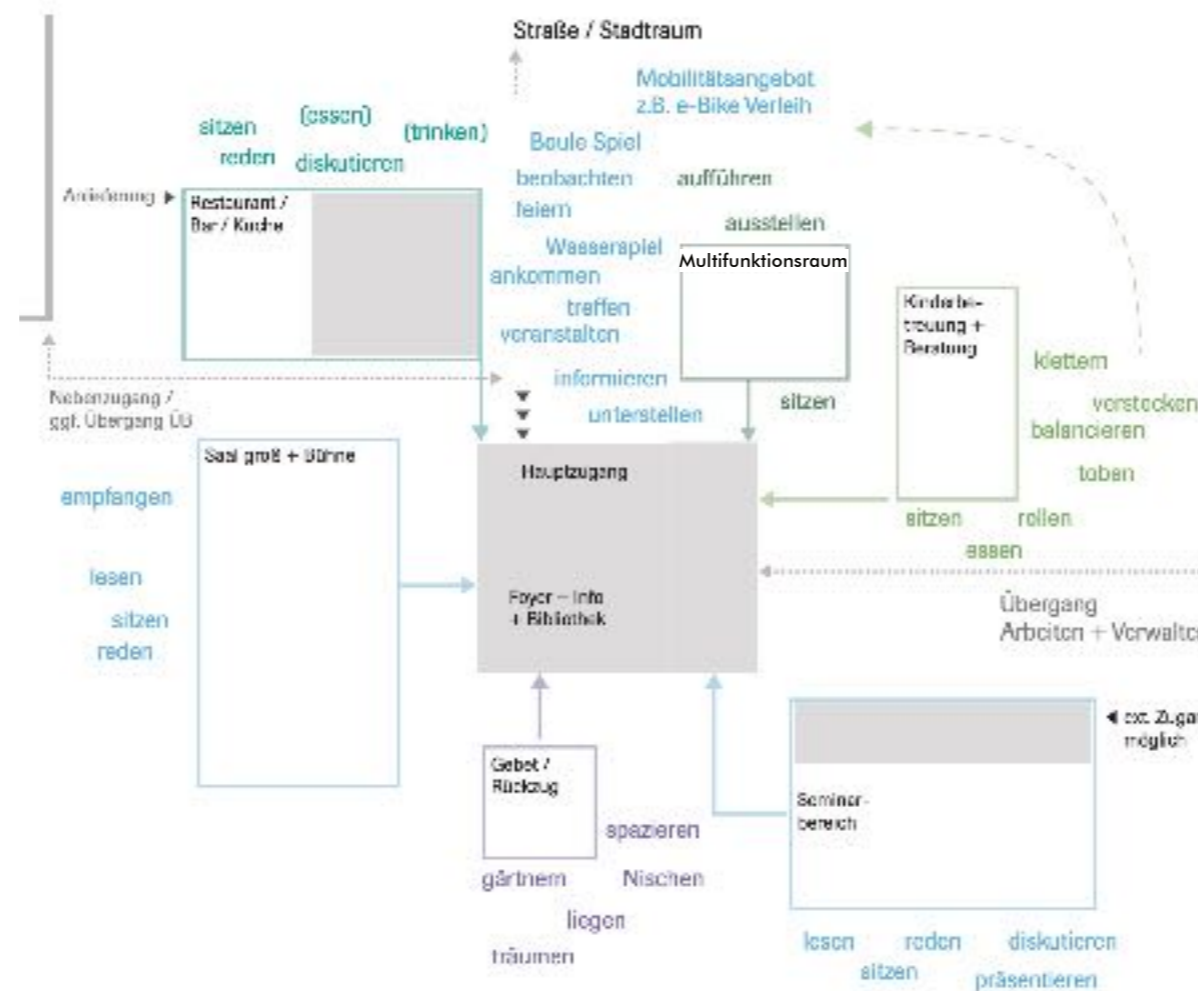 Straße / Stadtraum
Mobilitätsangebot
z.B. e-Bike Verleih
sitzen
(essen)
(trinken)
reden
diskutieren
Boule Spiel
beobachten
aufführen
feiern
ausstellen
Anlieferung
Restaurant /
Bar / Küche
Wasserspiel
Multifunktionsraum
ankommen
treffen
veranstalten
Kinderbe-
treuung +
Beratung
klettern
verstecken
balancieren
toben
informieren
unterstellen
sitzen
Nebenzugang /
ggf. Übergang ÜB
Saal groß + Bühne
empfangen
lesen
sitzen
reden
Hauptzugang
sitzen
rollen
essen
Foyer – Info
+ Bibliothek
Übergang
Arbeiten + Verwalte
ext. Zuga
möglich
Gebet /
Rückzug
Seminar-
bereich
spazieren
gärtnern
Nischen
liegen
träumen
lesen
reden
diskutieren
sitzen
präsentieren